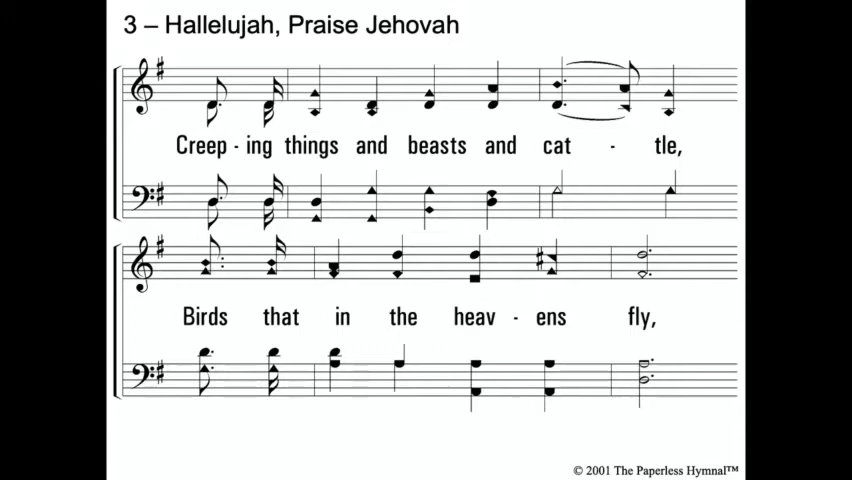 3 – Hallelujah, Praise Jehovah
Creep - ing things and beasts and cat - tle,
Birds that in the heav - ens fly,
© 2001 The Paperless Hymnal™